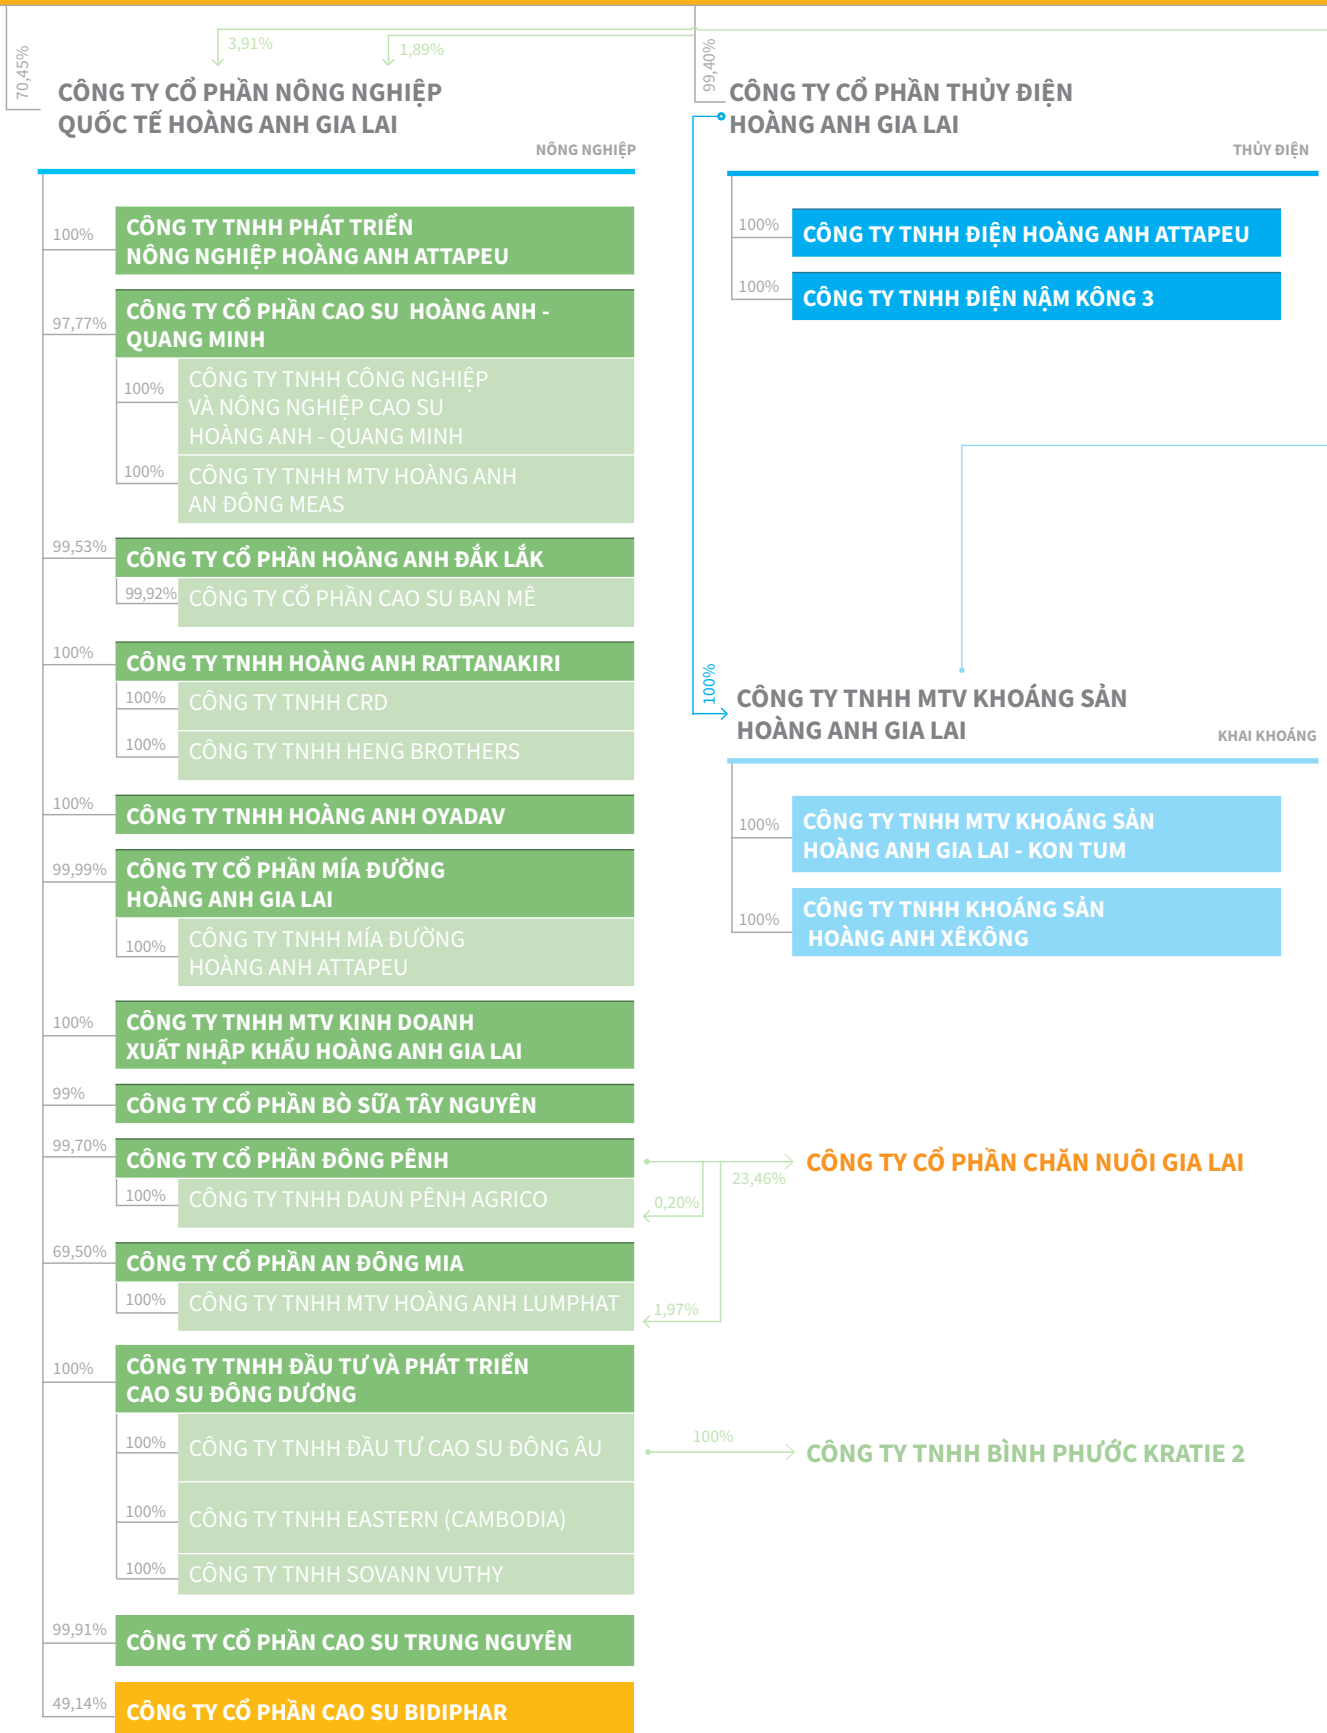 70,45%
3,91%
1,89%
CÔNG TY CỔ PHẦN NÔNG NGHIỆP
QUỐC TẾ HOÀNG ANH GIA LAI
NÔNG NGHIỆP
100%
CÔNG TY TNHH PHÁT TRIỂN
NÔNG NGHIỆP HOÀNG ANH ATTAPEU
97,77%
CÔNG TY CỔ PHẦN CAO SU HOÀNG ANH -
QUANG MINH
100%
CÔNG TY TNHH CÔNG NGHIỆP
VÀ NÔNG NGHIỆP CAO SU
HOÀNG ANH - QUANG MINH
100%
CÔNG TY TNHH MTV HOÀNG ANH
AN ĐÔNG MEAS
99,53%
CÔNG TY CỔ PHẦN HOÀNG ANH ĐẮK LẮK
99,92%
CÔNG TY CỔ PHẦN CAO SU BAN MÊ
100%
CÔNG TY TNHH HOÀNG ANH RATTANAKIRI
100%
CÔNG TY TNHH CRD
100%
CÔNG TY TNHH HENG BROTHERS
100%
CÔNG TY TNHH HOÀNG ANH OYADAV
99,99%
CÔNG TY CỔ PHẦN MÍA ĐƯỜNG
HOÀNG ANH GIA LAI
100%
CÔNG TY TNHH MÍA ĐƯỜNG
HOÀNG ANH ATTAPEU
100%
CÔNG TY TNHH MTV KINH DOANH
XUẤT NHẬP KHẨU HOÀNG ANH GIA LAI
99%
CÔNG TY CỔ PHẦN BÒ SỮA TÂY NGUYÊN
99,70%
CÔNG TY CỔ PHẦN ĐÔNG PÊNH
100%
CÔNG TY TNHH DAUN PÊNH AGRICO
69,50%
CÔNG TY CỔ PHẦN AN ĐÔNG MIA
100%
CÔNG TY TNHH MTV HOÀNG ANH LUMPHAT
100%
CÔNG TY TNHH ĐẦU TƯ VÀ PHÁT TRIỂN
CAO SU ĐÔNG DƯƠNG
100%
CÔNG TY TNHH ĐẦU TƯ CAO SU ĐÔNG ÂU
100%
CÔNG TY TNHH EASTERN (CAMBODIA)
100%
CÔNG TY TNHH SOVANN VUTHY
99,91%
CÔNG TY CỔ PHẦN CAO SU TRUNG NGUYÊN
49,14%
CÔNG TY CỔ PHẦN CAO SU BIDIPHAR
99,40%
CÔNG TY CỔ PHẦN THỦY ĐIỆN
HOÀNG ANH GIA LAI
THỦY ĐIỆN
100%
CÔNG TY TNHH ĐIỆN HOÀNG ANH ATTAPEU
100%
CÔNG TY TNHH ĐIỆN NẬM KÔNG 3
100%
CÔNG TY TNHH MTV KHOÁNG SẢN
HOÀNG ANH GIA LAI
KHAI KHOÁNG
100%
CÔNG TY TNHH MTV KHOÁNG SẢN
HOÀNG ANH GIA LAI - KON TUM
100%
CÔNG TY TNHH KHOÁNG SẢN
HOÀNG ANH XÊKÔNG
23,46%
CÔNG TY CỔ PHẦN CHĂN NUÔI GIA LAI
0,20%
1,97%
100%
CÔNG TY TNHH BÌNH PHƯỚC KRATIE 2